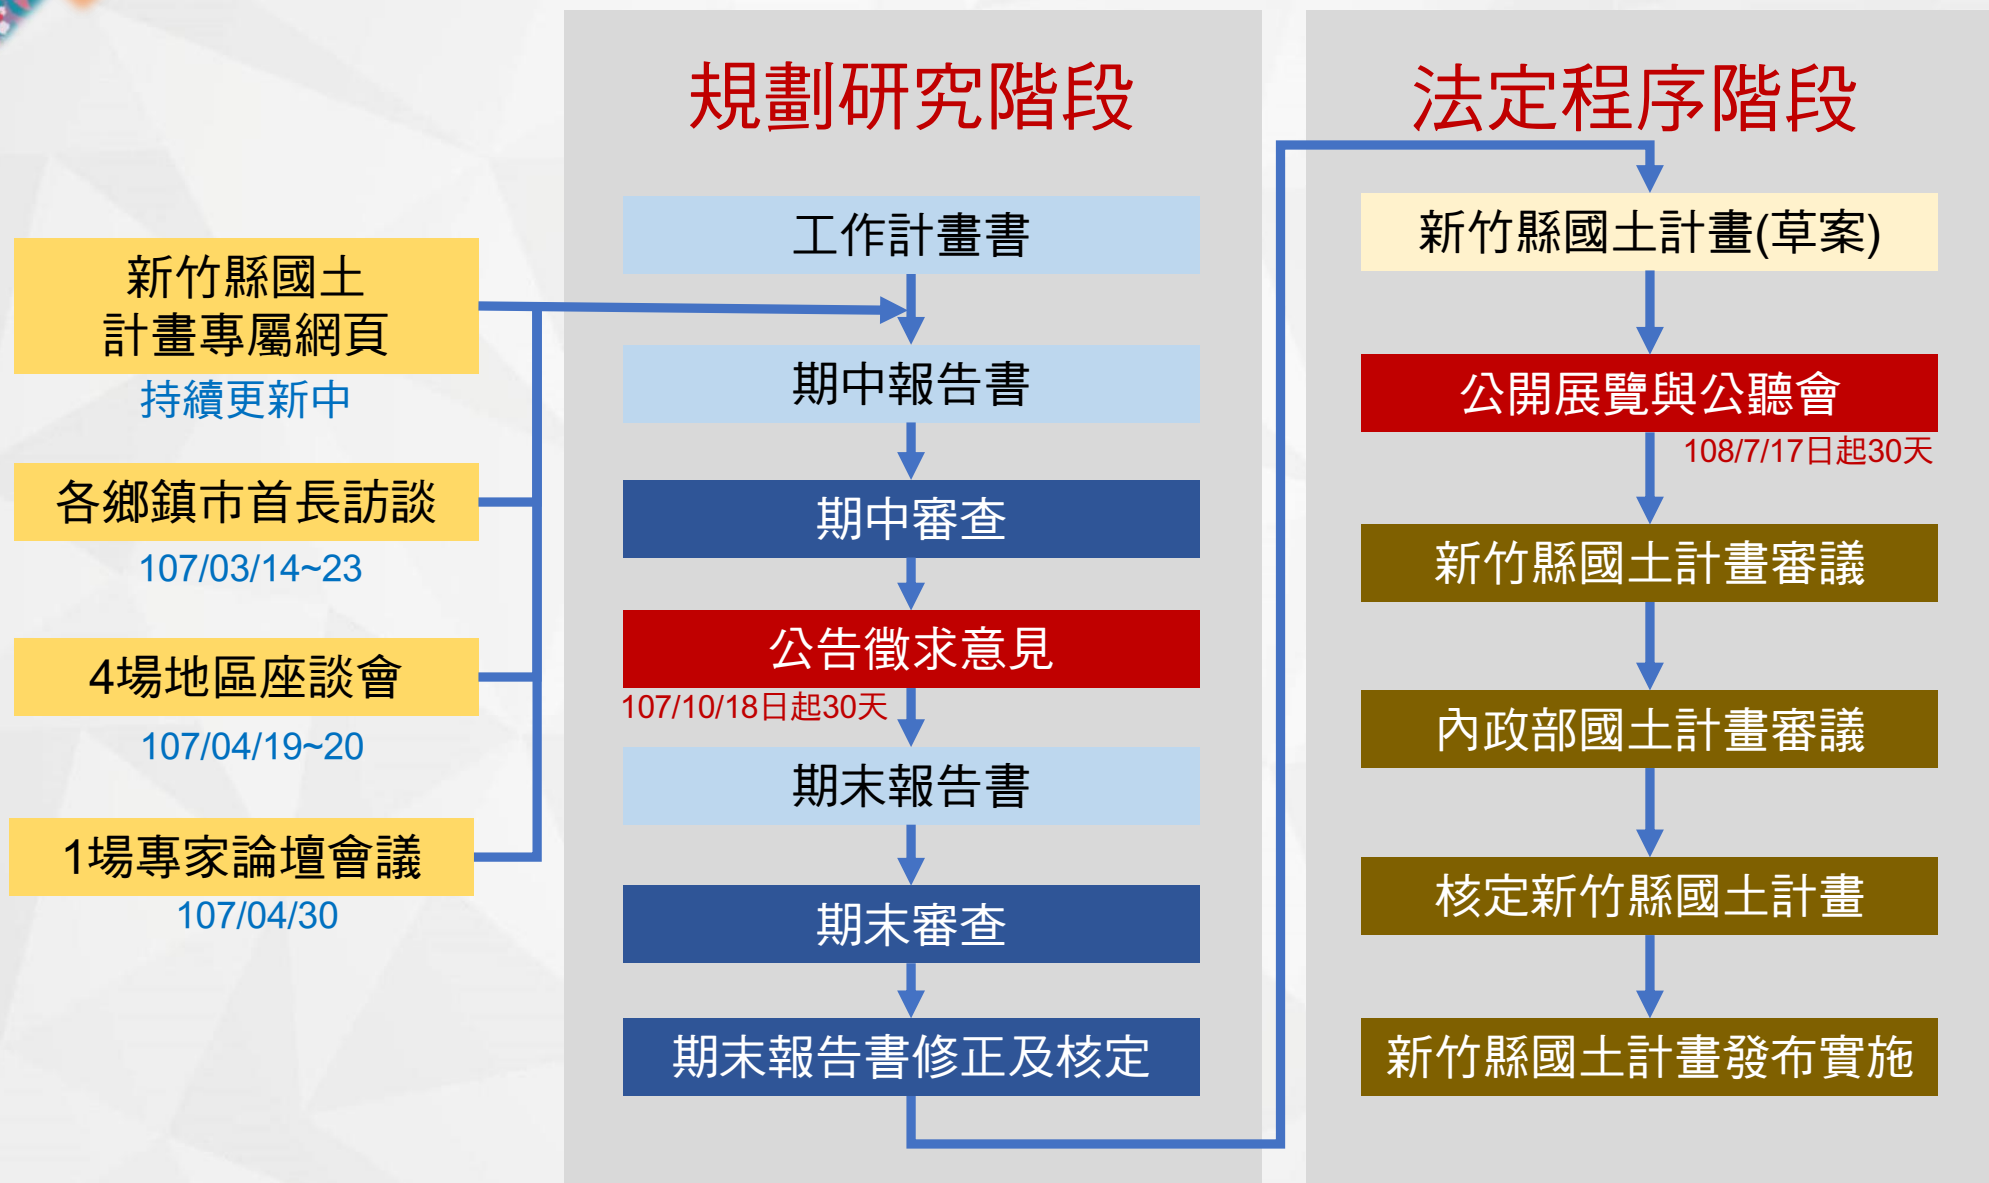 新竹縣國土
計畫專屬網頁
持續更新中
各鄉鎮市首長訪談
107/03/14~23
4場地區座談會
107/04/19~20
1場專家論壇會議
107/04/30
規劃研究階段
工作計畫書
期中報告書
期中審查
公告徵求意見
107/10/18日起30天
期末報告書
期末審查
期末報告書修正及核定
法定程序階段
新竹縣國土計畫(草案)
公開展覽與公聽會
108/7/17日起30天
新竹縣國土計畫審議
內政部國土計畫審議
核定新竹縣國土計畫
新竹縣國土計畫發布實施